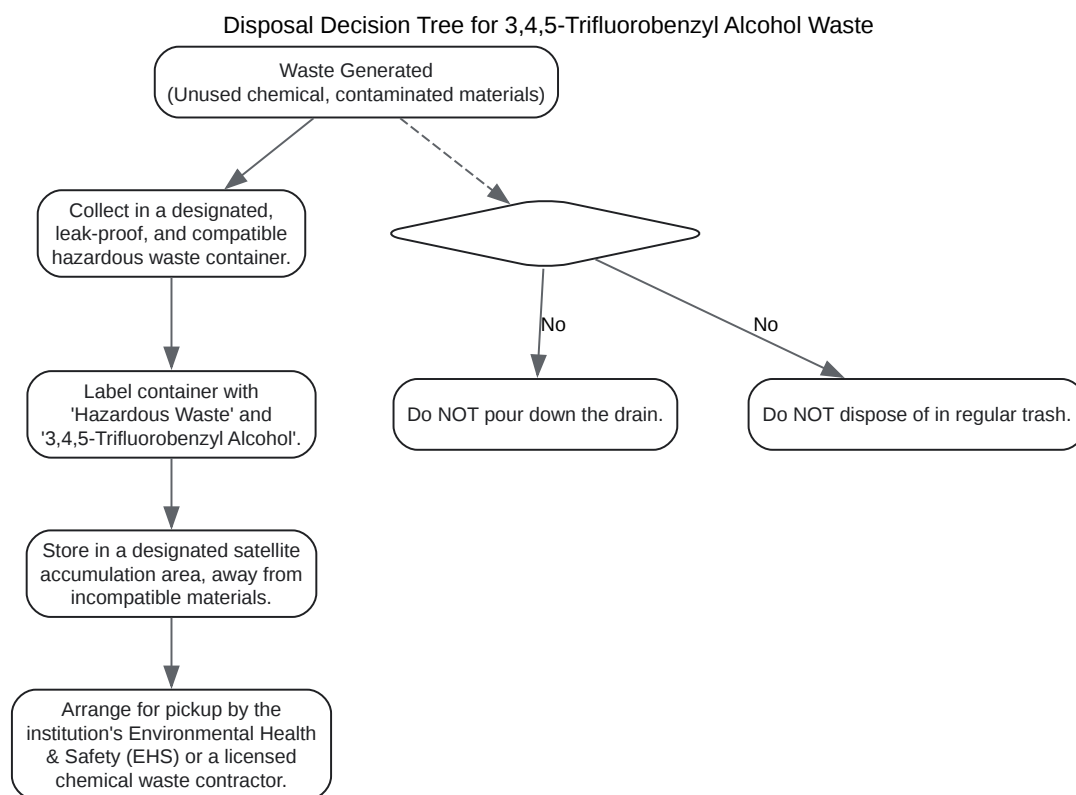 Disposal Decision Tree for 3,4,5-Trifluorobenzyl Alcohol Waste
Waste Generated
(Unused chemical, contaminated materials)
Collect in a designated,
leak-proof, and compatible
hazardous waste container.
No
No
Label container with
'Hazardous Waste' and
'3,4,5-Trifluorobenzyl Alcohol'.
Do NOT pour down the drain.
Do NOT dispose of in regular trash.
Store in a designated satellite
accumulation area, away from
incompatible materials.
Arrange for pickup by the
institution's Environmental Health
& Safety (EHS) or a licensed
chemical waste contractor.